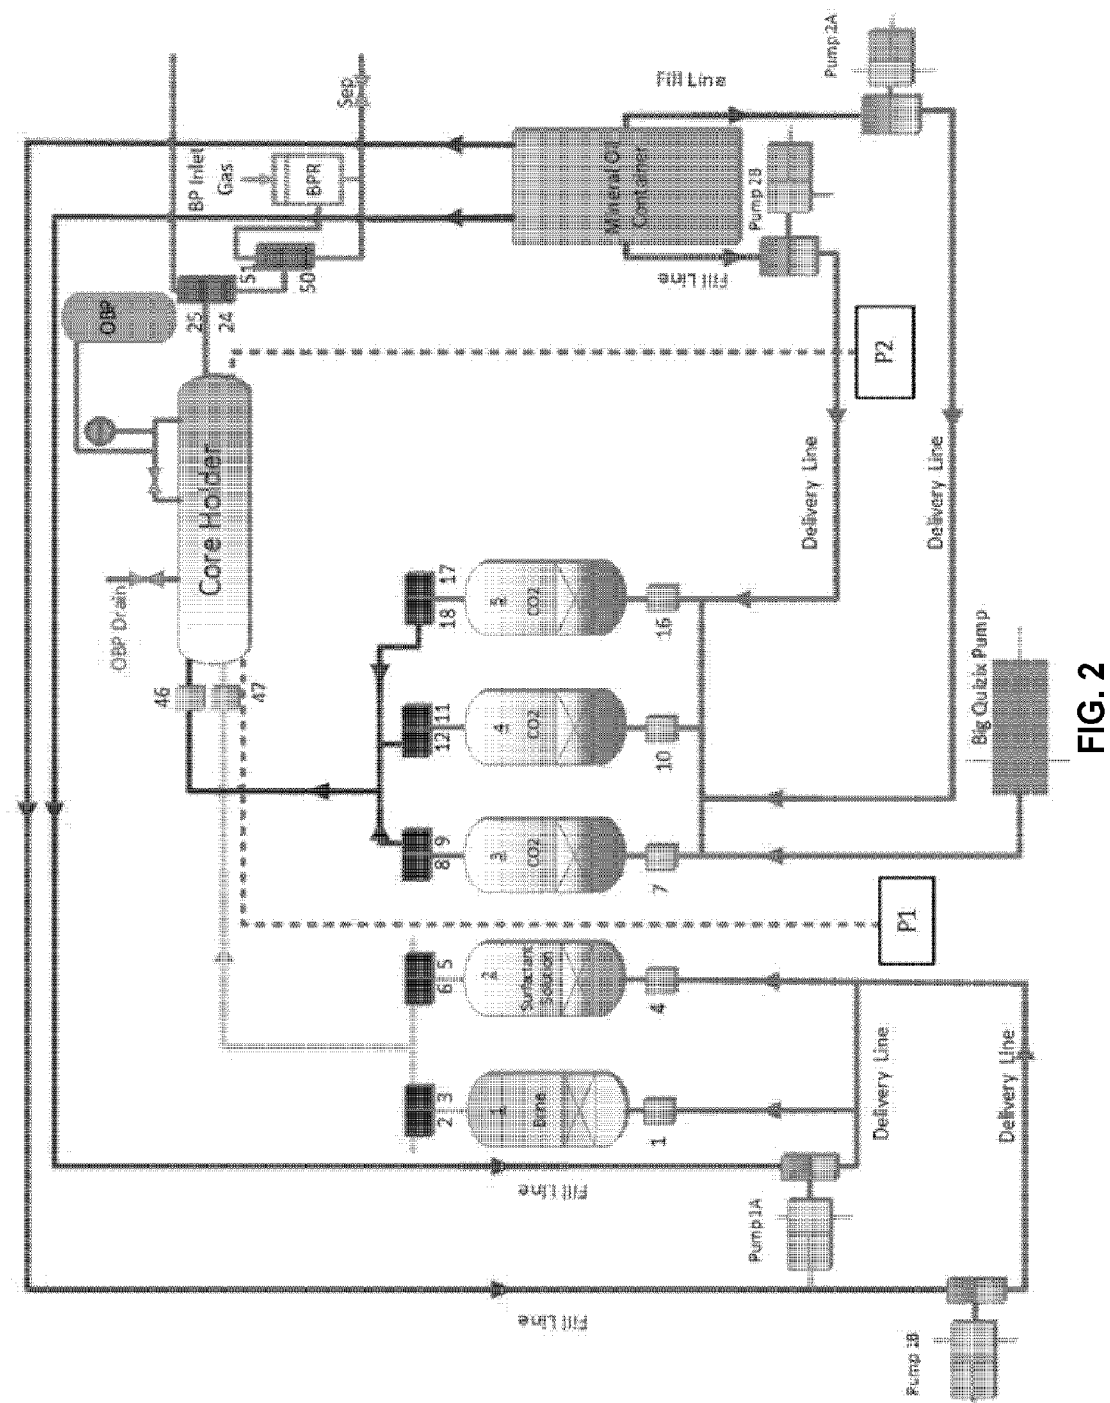 Pump 2A
Fill Line
Sep
BP Inlet
Gas
BPR
Mineral Oil
Container
Pump 2B
Fill Line
51
50
OBP
25
24
P2
Core Holder
Delivery Line
Delivery Line
OBP Drain
17
18
5
CO2
16
46
47
11
12
4
CO2
10
Big Quizix Pump
FIG. 2
9
8
3
CO2
7
P1
5
6
2a
Surfactant
Solution
4
3
2
1
Brine
1
Delivery Line
Delivery Line
Fill Line
Pump 1A
Fill Line
Pump 1B